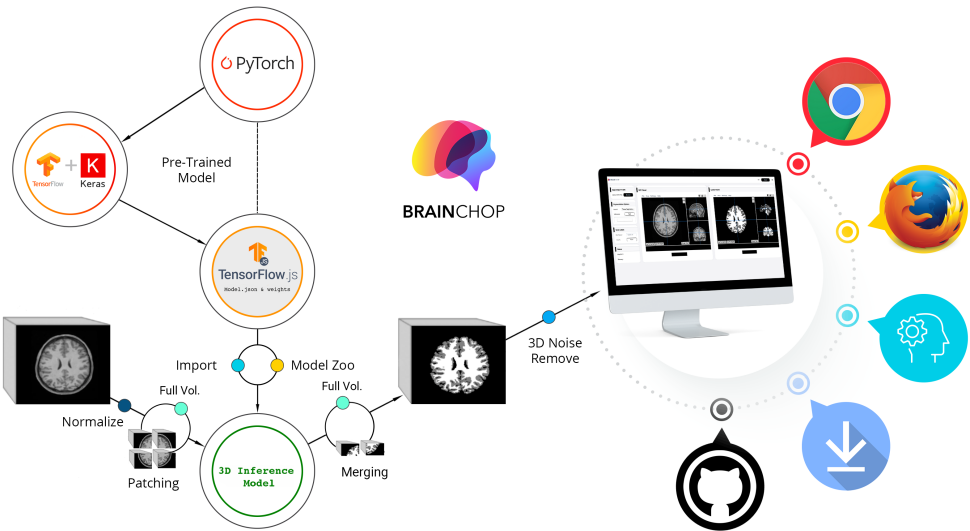 PyTorch
TensorFlow
+
K
Keras
Pre-Trained
Model
BRAINCHOP
JS
TensorFlow.js
Model.json & weights
Import
Model Zoo
Full Vol.
Full Vol.
Normalize
3D Noise
Remove
Patching
3D Inference
Model
Merging